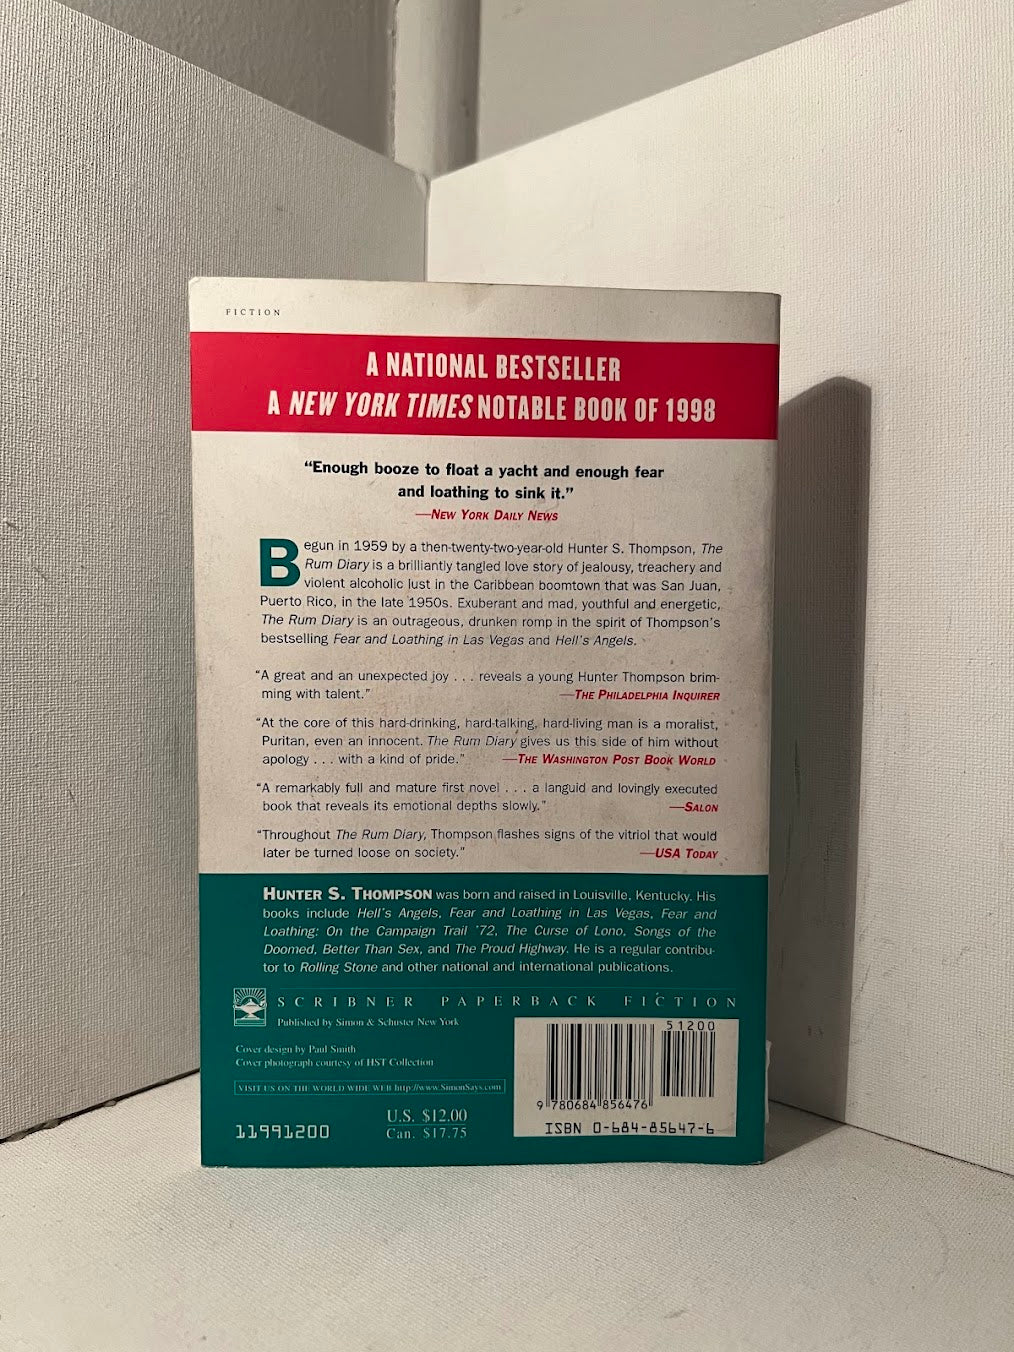 FICTION
A NATIONAL BESTSELLER
A NEW YORK TIMES NOTABLE BOOK OF 1998
“Enough booze to float a yacht and enough fear
and loathing to sink it.”
—NEW YORK DAILY NEWS
Begun in 1959 by a then-twenty-two-year-old Hunter S. Thompson, The
Rum Diary is a brilliantly tangled love story of jealousy, treachery and
violent alcoholic lust in the Caribbean boomtown that was San Juan,
Puerto Rico, in the late 1950s. Exuberant and mad, youthful and energetic,
The Rum Diary is an outrageous, drunken romp in the spirit of Thompson’s
bestselling Fear and Loathing in Las Vegas and Hell’s Angels.
“A great and an unexpected joy . . . reveals a young Hunter Thompson brim-
ming with talent.” —THE PHILADELPHIA INQUIRER
“At the core of this hard-drinking, hard-talking, hard-living man is a moralist,
Puritan, even an innocent. The Rum Diary gives us this side of him without
apology . . . with a kind of pride.” —THE WASHINGTON POST BOOK WORLD
“A remarkably full and mature first novel . . . a languid and lovingly executed
book that reveals its emotional depths slowly.” —SALON
“Throughout The Rum Diary, Thompson flashes signs of the vitriol that would
later be turned loose on society.” —USA TODAY
HUNTER S. THOMPSON was born and raised in Louisville, Kentucky. His
books include Hell’s Angels, Fear and Loathing in Las Vegas, Fear and
Loathing: On the Campaign Trail ’72, The Curse of Lono, Songs of the
Doomed, Better Than Sex, and The Proud Highway. He is a regular contribu-
tor to Rolling Stone and other national and international publications.
SCRIBNER PAPERBACK FICTION
Published by Simon & Schuster New York
Cover design by Paul Smith
Cover photograph courtesy of HST Collection
VISIT US ON THE WORLD WIDE WEB http://www.SimonSays.com
11991200
U.S. $12.00
Can. $17.75
51200
9 780684 856476
ISBN 0-684-85647-6